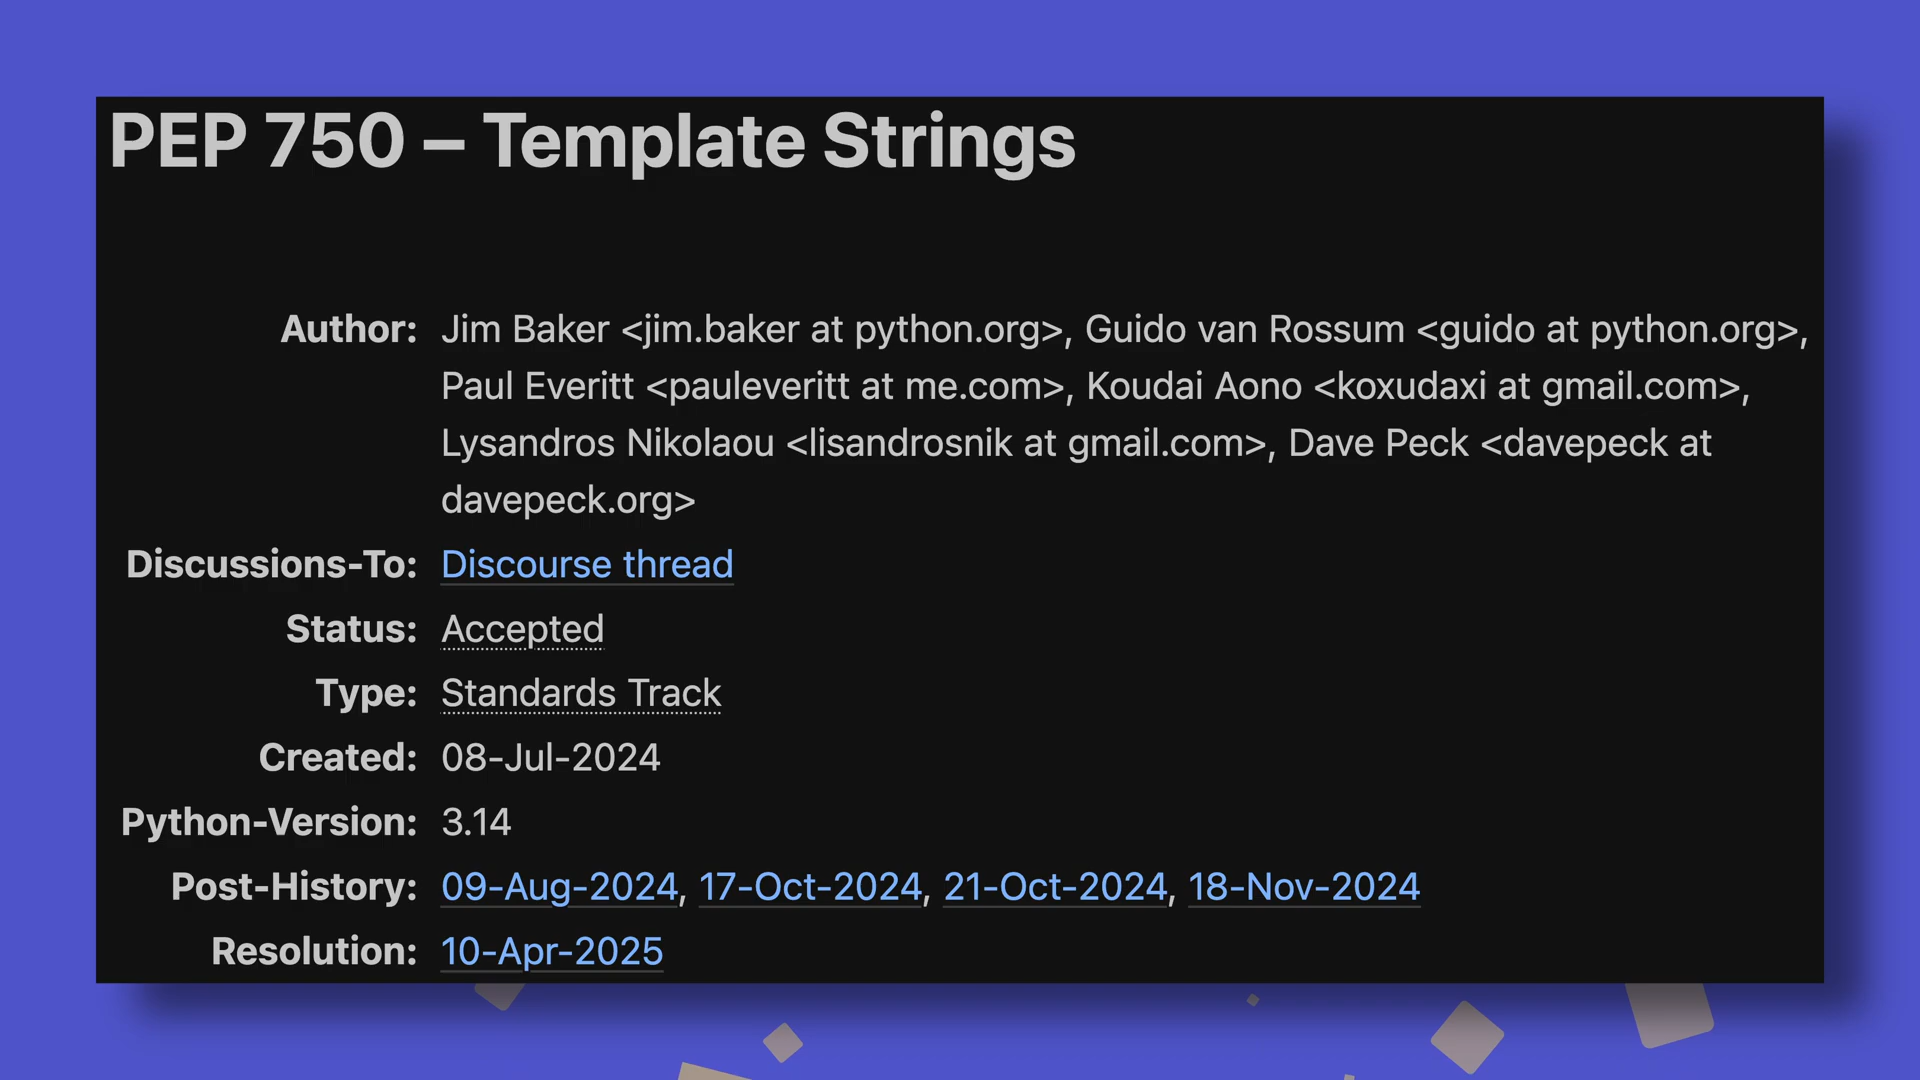 PEP 750 – Template Strings
Author: Jim Baker <jim.baker at python.org>, Guido van Rossum <guido at python.org>,
Paul Everitt <pauleveritt at me.com>, Koudai Aono <koxudaxi at gmail.com>,
Lysandros Nikolaou <lisandrosnik at gmail.com>, Dave Peck <davepeck at
davepeck.org>
Discussions-To: Discourse thread
Status: Accepted
Type: Standards Track
Created: 08-Jul-2024
Python-Version: 3.14
Post-History: 09-Aug-2024, 17-Oct-2024, 21-Oct-2024, 18-Nov-2024
Resolution: 10-Apr-2025